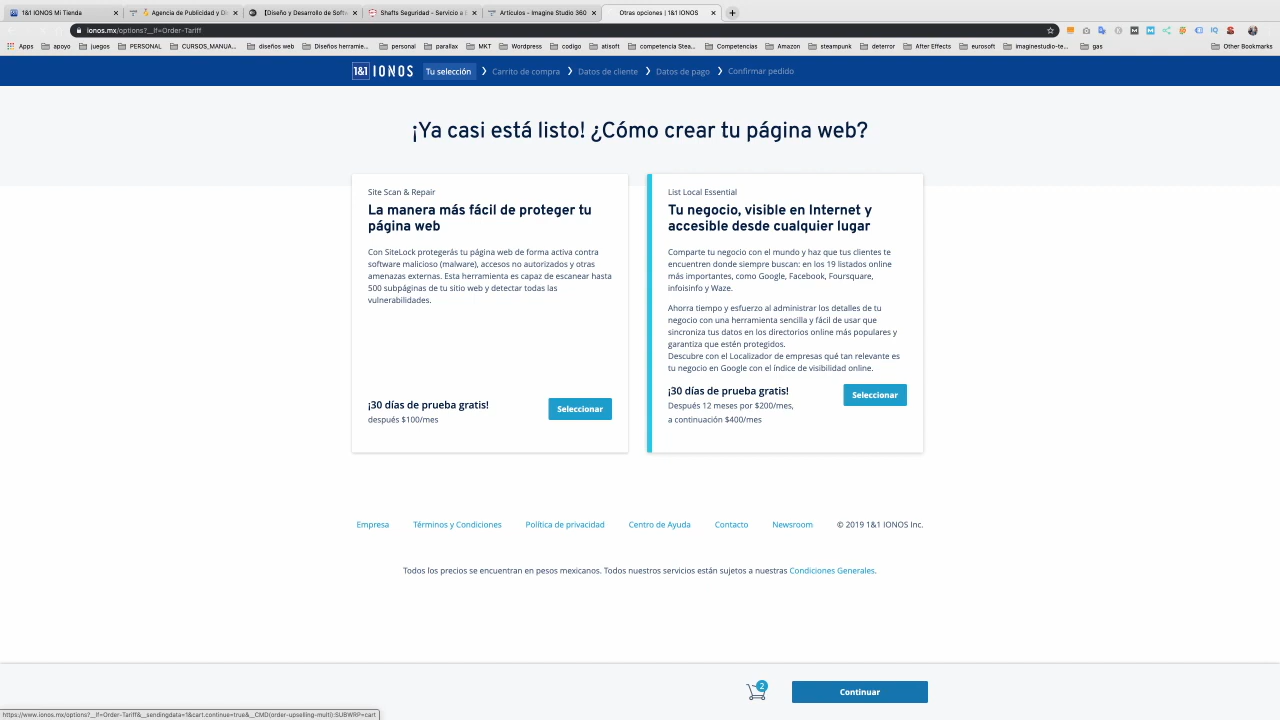 1&1 IONOS Mi Tienda
Agencia de Publicidad y Di
[Diseño y Desarrollo de Softw
Shafts Seguridad - Servicio a l
Artículos - Imagine Studio 360
Otras opciones | 1&1 IONOS
ionos.mx/options?__lf=Order-Tariff
Apps apoyo juegos PERSONAL CURSOS_MANUA... diseños web Diseños herramie... personal parallax MKT Wordpress codigo atisoft competencia Stea... Competencias Amazon steampunk deterror After Effects eurosoft imaginestudio-te... gas Other Bookmarks
1&1 IONOS Tu selección Carrito de compra Datos de cliente Datos de pago Confirmar pedido
¡Ya casi está listo! ¿Cómo crear tu página web?
Site Scan & Repair
La manera más fácil de proteger tu
página web
Con SiteLock protegerás tu página web de forma activa contra
software malicioso (malware), accesos no autorizados y otras
amenazas externas. Esta herramienta es capaz de escanear hasta
500 subpáginas de tu sitio web y detectar todas las
vulnerabilidades.
¡30 días de prueba gratis!
después $100/mes
Seleccionar
List Local Essential
Tu negocio, visible en Internet y
accesible desde cualquier lugar
Comparte tu negocio con el mundo y haz que tus clientes te
encuentren donde siempre buscan: en los 19 listados online
más importantes, como Google, Facebook, Foursquare,
infoisinfo y Waze.
Ahorra tiempo y esfuerzo al administrar los detalles de tu
negocio con una herramienta sencilla y fácil de usar que
sincroniza tus datos en los directorios online más populares y
garantiza que estén protegidos.
Descubre con el Localizador de empresas qué tan relevante es
tu negocio en Google con el índice de visibilidad online.
¡30 días de prueba gratis!
Después 12 meses por $200/mes,
a continuación $400/mes
Seleccionar
Empresa Términos y Condiciones Política de privacidad Centro de Ayuda Contacto Newsroom © 2019 1&1 IONOS Inc.
Todos los precios se encuentran en pesos mexicanos. Todos nuestros servicios están sujetos a nuestras Condiciones Generales.
2
Continuar
https://www.ionos.mx/options?__lf=Order-Tariff&__sendingdata=1&cart.continue=true&__CMD(order-upselling-multi):SUBWRP=cart